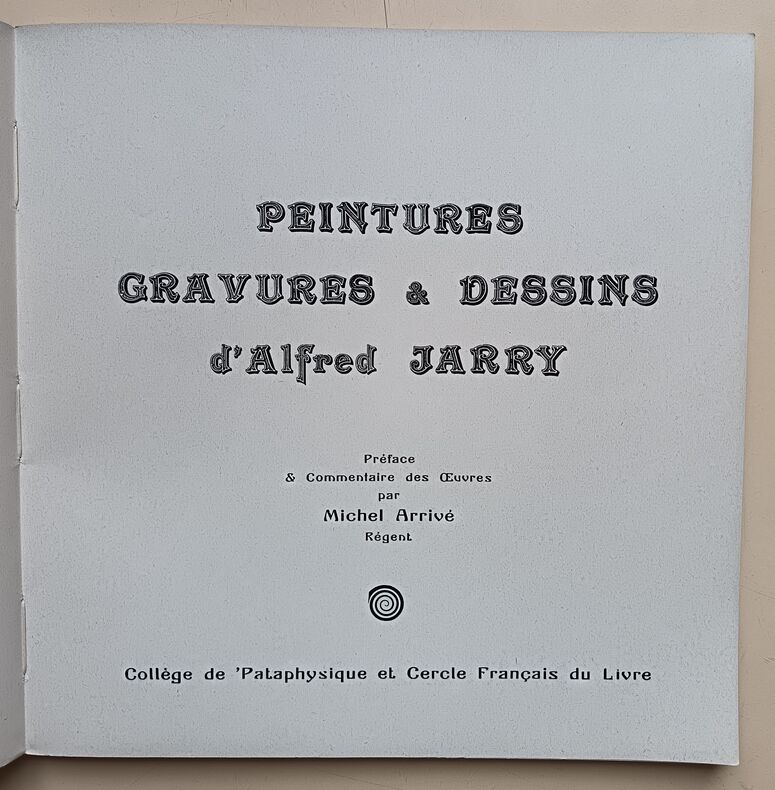 PEINTURES
GRAVURES & DESSINS
d'Alfred JARRY
Préface
& Commentaire des Œuvres
par
Michel Arrivé
Régent
Collège de 'Pataphysique et Cercle Français du Livre